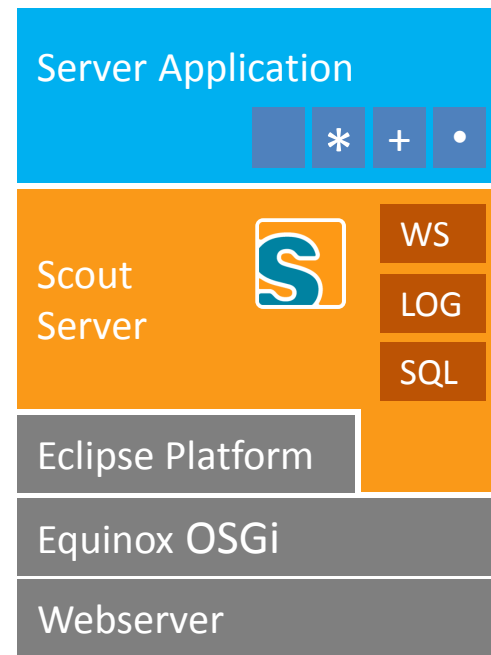 Server Application
* + •
Scout
Server
S
WS
LOG
SQL
Eclipse Platform
Equinox OSGi
Webserver